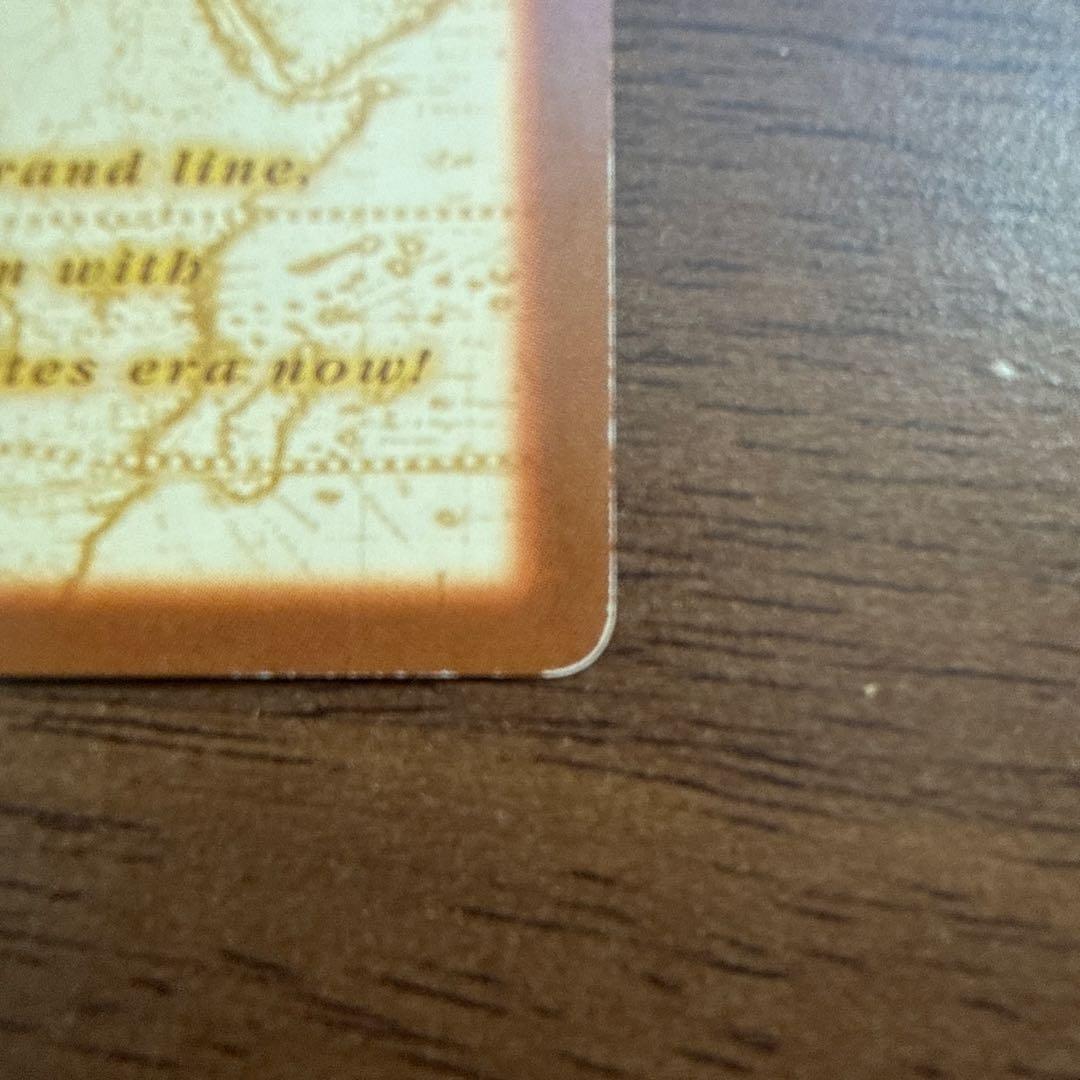 rand line,
n with
tes era now!